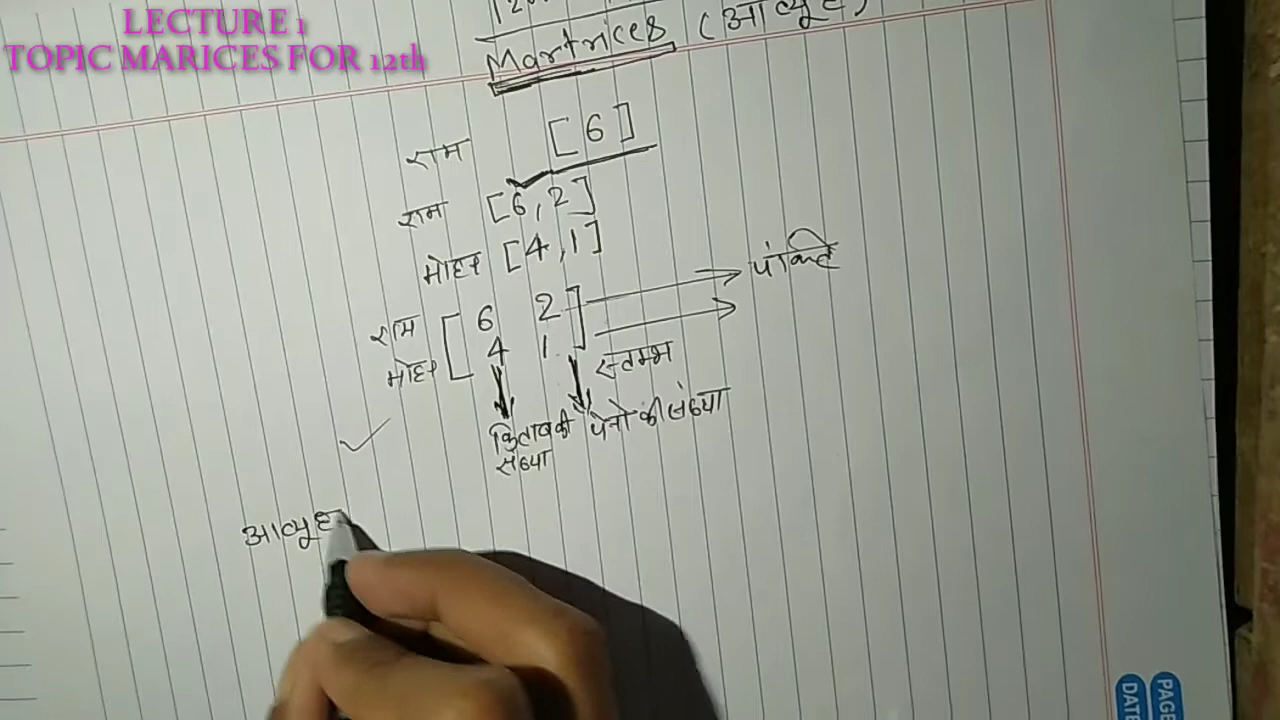 LECTURE 1
TOPIC MARICES FOR 12th
Martrices (आव्यूह)
राम [6]
राम [6,2]
मोहन [4,1]
पंक्ति
राम 6 2
मोहन 4 1
स्तम्भ
किताब की पेनो की संख्या
संख्या
आव्यूह
PAGE
DATE